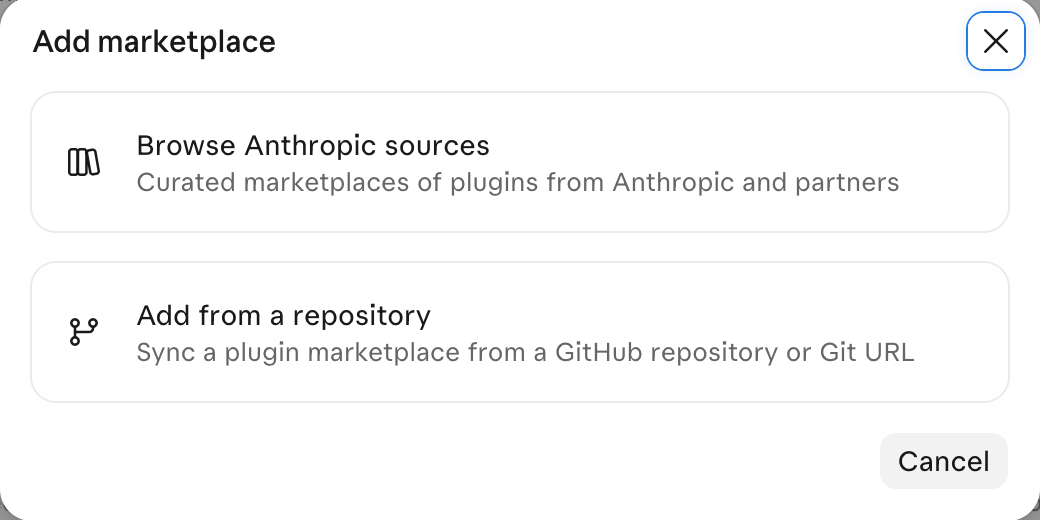 Add marketplace
Browse Anthropic sources
Curated marketplaces of plugins from Anthropic and partners
Add from a repository
Sync a plugin marketplace from a GitHub repository or Git URL
Cancel